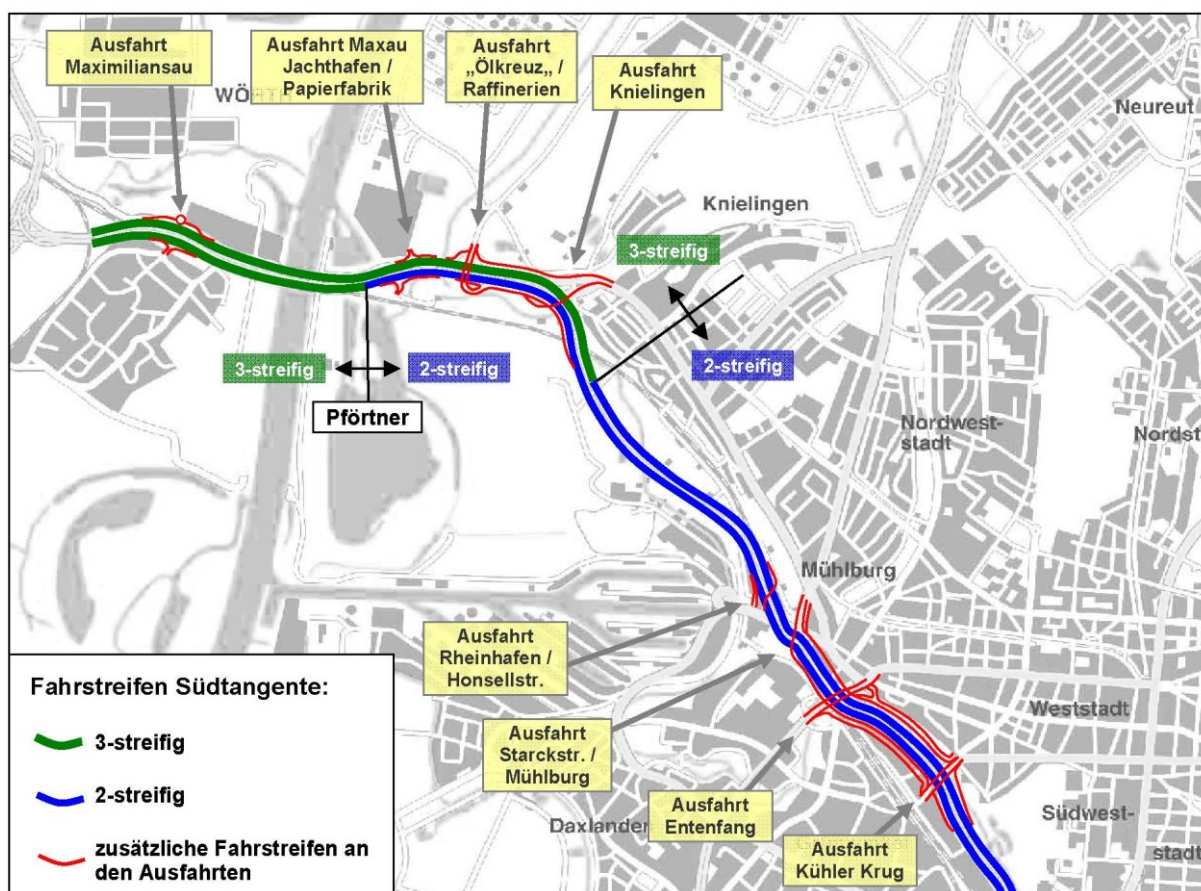 Ausfahrt
Maximiliansau
Ausfahrt Maxau
Jachthafen /
Papierfabrik
Ausfahrt
„Ölkreuz„ /
Raffinerien
Ausfahrt
Knielingen
Neureut
Knielingen
3-streifig
2-streifig
3-streifig
2-streifig
Pförtner
Nordwest-
stadt
Nordst
Mühlburg
Ausfahrt
Rheinhafen /
Honsellstr.
Ausfahrt
Starckstr. /
Mühlburg
Weststadt
Ausfahrt
Entenfang
Daxlanden
Ausfahrt
Kühler Krug
Südwest-
stadt
Fahrstreifen Südtangente:
3-streifig
2-streifig
zusätzliche Fahrstreifen an
den Ausfahrten